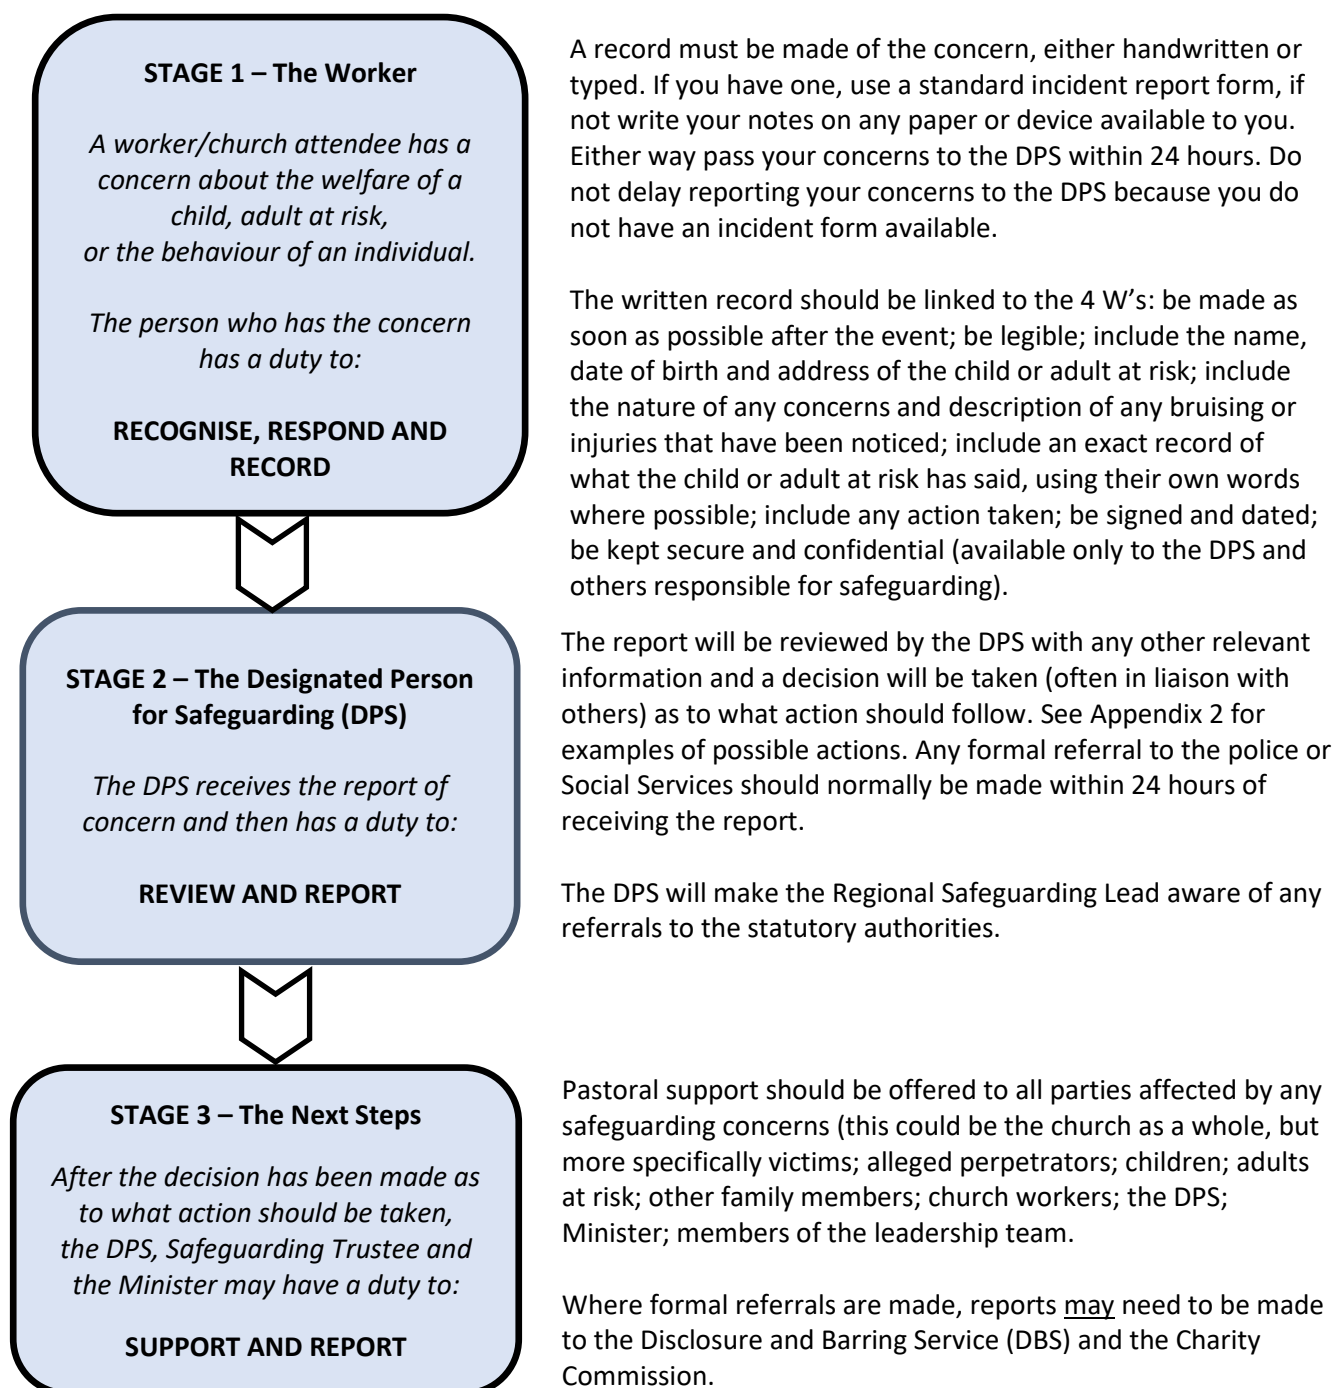 STAGE 1 – The Worker
A worker/church attendee has a
concern about the welfare of a
child, adult at risk,
or the behaviour of an individual.
The person who has the concern
has a duty to:
RECOGNISE, RESPOND AND
RECORD
A record must be made of the concern, either handwritten or
typed. If you have one, use a standard incident report form, if
not write your notes on any paper or device available to you.
Either way pass your concerns to the DPS within 24 hours. Do
not delay reporting your concerns to the DPS because you do
not have an incident form available.
The written record should be linked to the 4 W’s: be made as
soon as possible after the event; be legible; include the name,
date of birth and address of the child or adult at risk; include
the nature of any concerns and description of any bruising or
injuries that have been noticed; include an exact record of
what the child or adult at risk has said, using their own words
where possible; include any action taken; be signed and dated;
be kept secure and confidential (available only to the DPS and
others responsible for safeguarding).
STAGE 2 – The Designated Person
for Safeguarding (DPS)
The DPS receives the report of
concern and then has a duty to:
REVIEW AND REPORT
The report will be reviewed by the DPS with any other relevant
information and a decision will be taken (often in liaison with
others) as to what action should follow. See Appendix 2 for
examples of possible actions. Any formal referral to the police or
Social Services should normally be made within 24 hours of
receiving the report.
The DPS will make the Regional Safeguarding Lead aware of any
referrals to the statutory authorities.
STAGE 3 – The Next Steps
After the decision has been made as
to what action should be taken,
the DPS, Safeguarding Trustee and
the Minister may have a duty to:
SUPPORT AND REPORT
Pastoral support should be offered to all parties affected by any
safeguarding concerns (this could be the church as a whole, but
more specifically victims; alleged perpetrators; children; adults
at risk; other family members; church workers; the DPS;
Minister; members of the leadership team.
Where formal referrals are made, reports may need to be made
to the Disclosure and Barring Service (DBS) and the Charity
Commission.